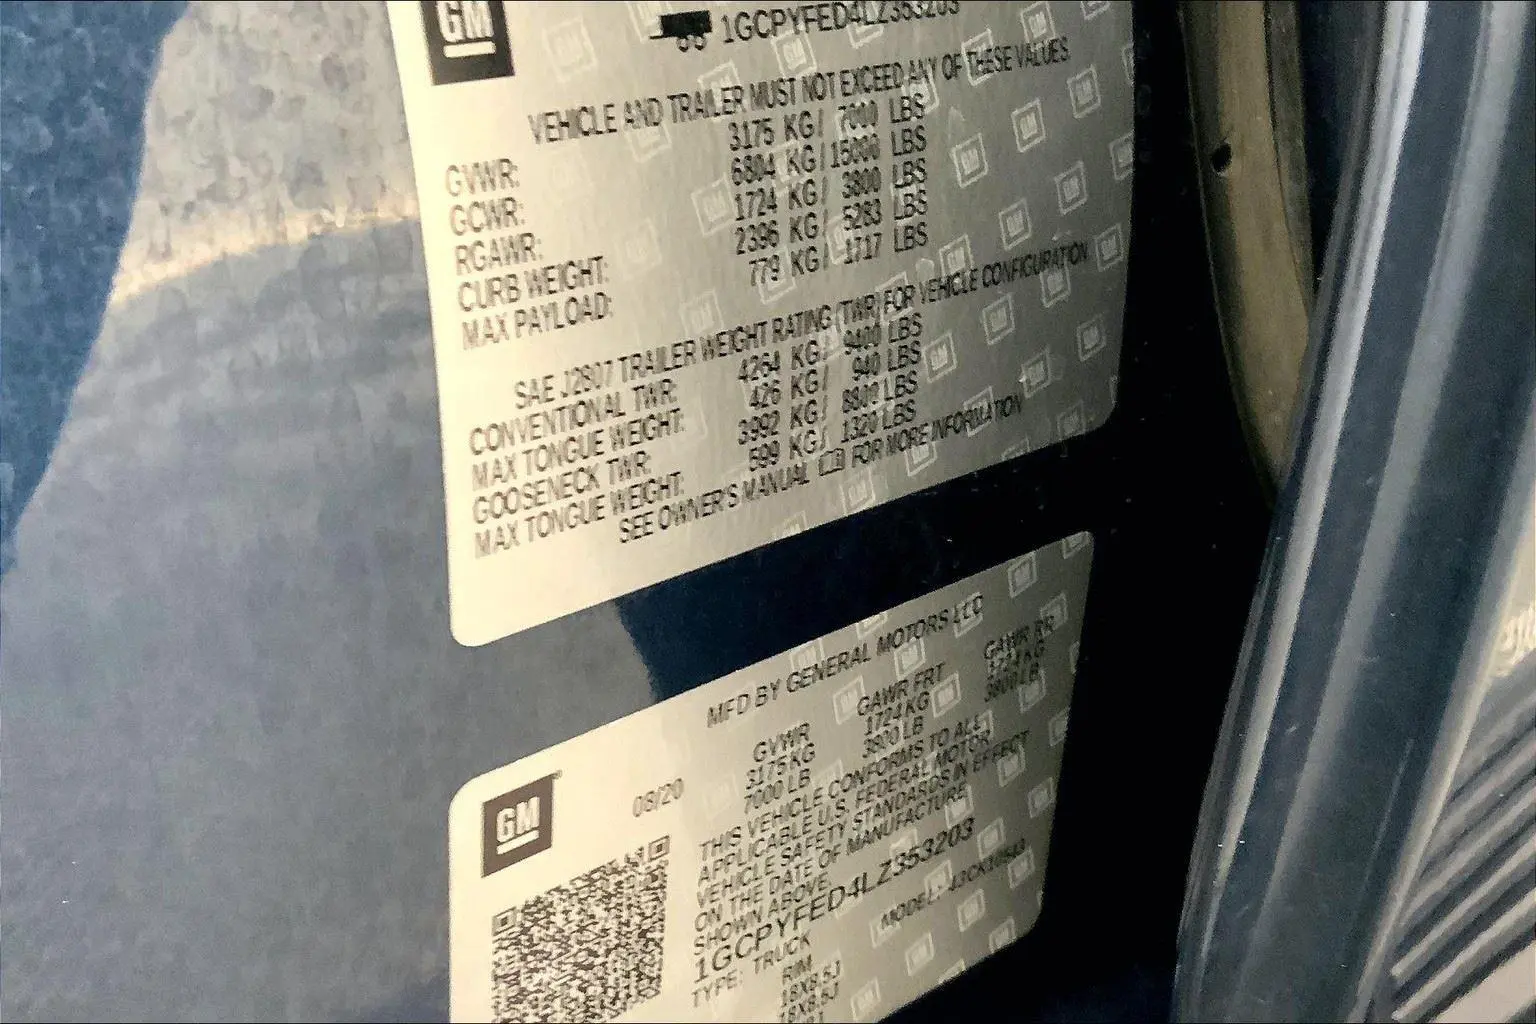 GM
1GCPYFED4LZ353203
VEHICLE AND TRAILER MUST NOT EXCEED ANY OF THESE VALUES.
GVWR: 3175 KG/ 7000 LBS
GCWR: 6804 KG/15000 LBS
RGAWR: 1724 KG/ 3800 LBS
CURB WEIGHT: 2396 KG/ 5283 LBS
MAX PAYLOAD: 779 KG/ 1717 LBS
SAE J2807 TRAILER WEIGHT RATING (TWR) FOR VEHICLE CONFIGURATION
CONVENTIONAL TWR: 4264 KG/ 9400 LBS
MAX TONGUE WEIGHT: 426 KG/ 940 LBS
GOOSENECK TWR: 3992 KG/ 8800 LBS
MAX TONGUE WEIGHT: 599 KG/ 1320 LBS
SEE OWNER'S MANUAL FOR MORE INFORMATION
MFD BY GENERAL MOTORS LLC
GM
08/20
GVWR GAWR FRT GAWR RR
3175KG 1724KG 1724KG
7000 LB 3800 LB 3800 LB
THIS VEHICLE CONFORMS TO ALL
APPLICABLE U.S. FEDERAL MOTOR
VEHICLE SAFETY STANDARDS IN EFFECT
ON THE DATE OF MANUFACTURE
SHOWN ABOVE.
1GCPYFED4LZ353203
TYPE: TRUCK MODEL:
RIM
18X8.5J
18X8.5J